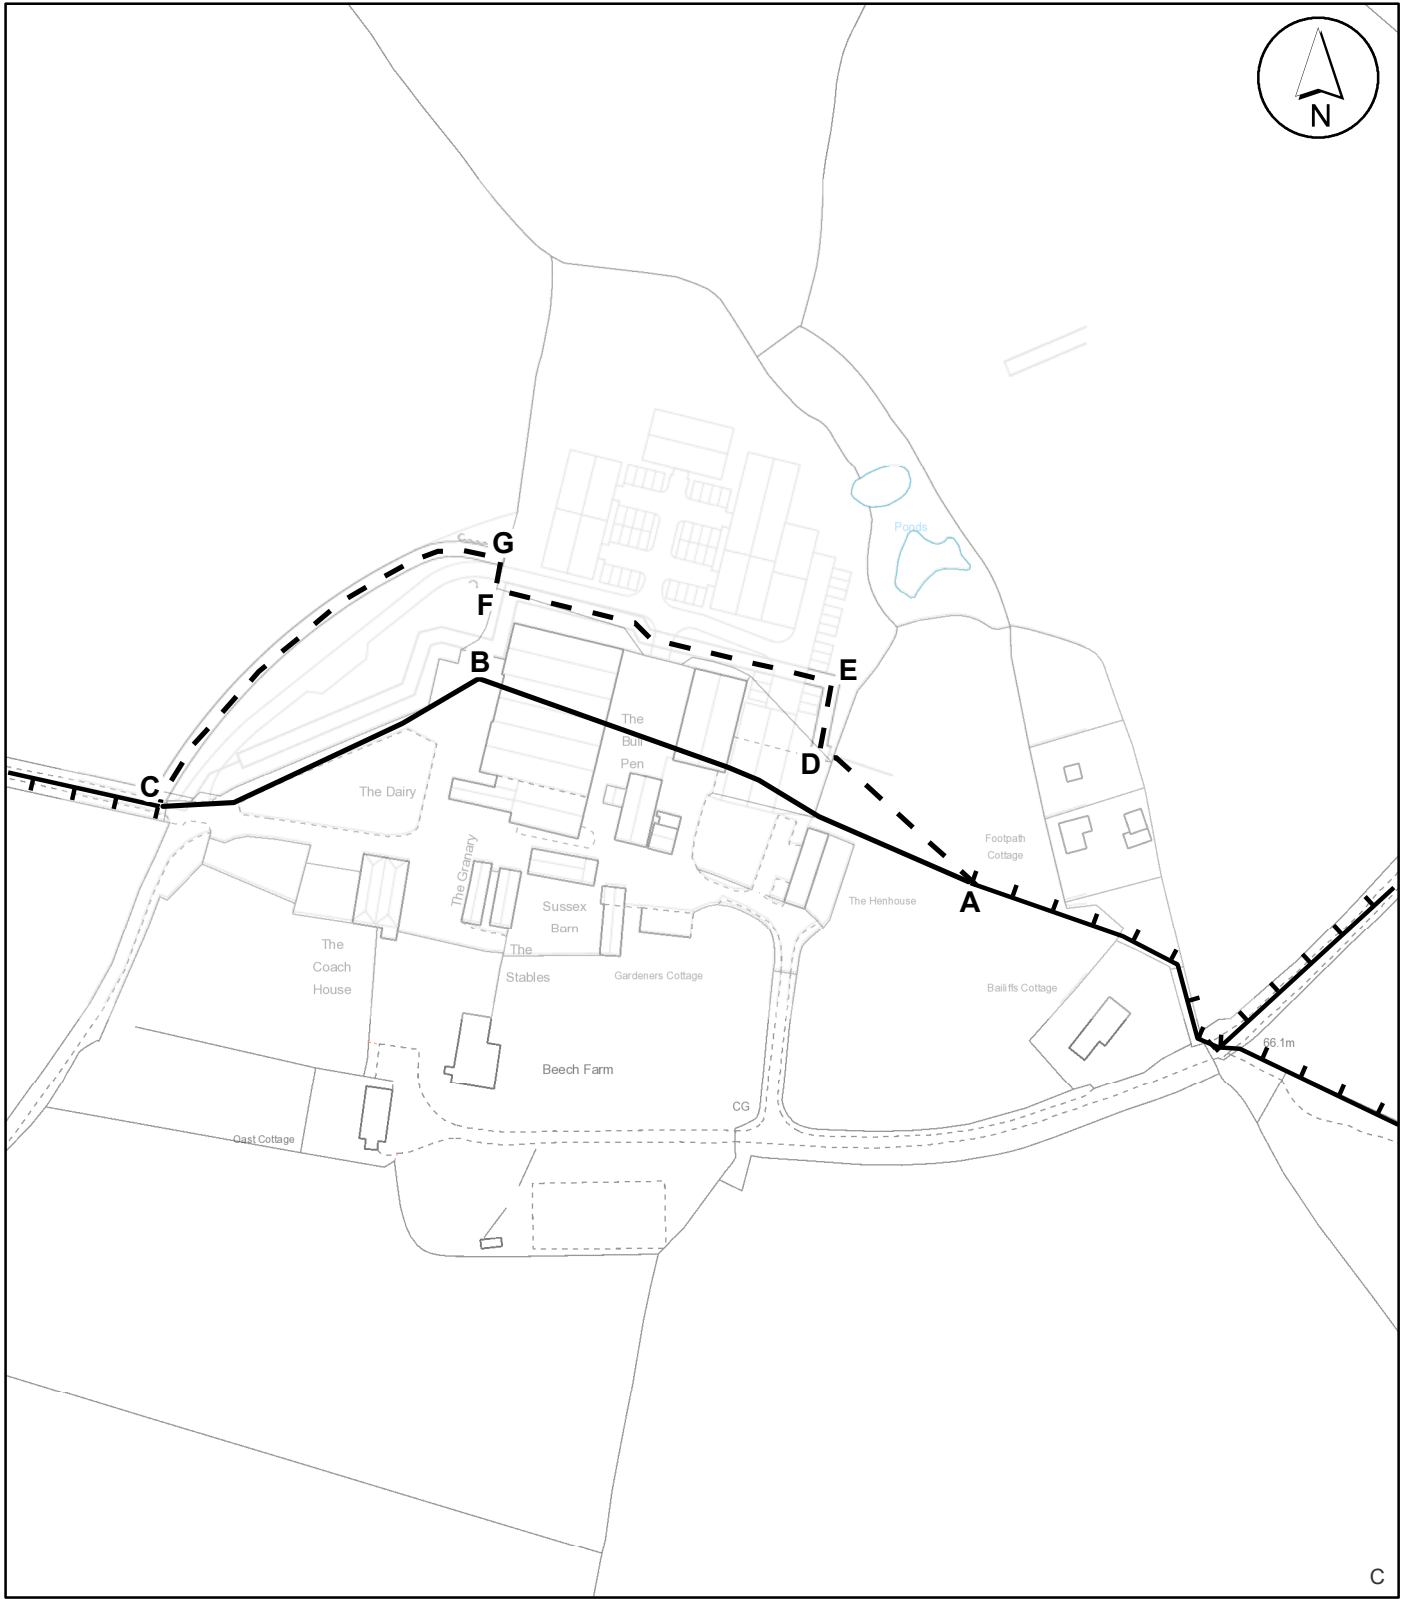 N
Ponds
G
F
B
E
The
Bull
Pen
D
C
The Dairy
Footpath
Cottage
The Granary
A
The Henhouse
Sussex
Barn
The
Coach
House
The
Stables
Gardeners Cottage
Bailiffs Cottage
66.1m
Beech Farm
CG
Oast Cottage
C